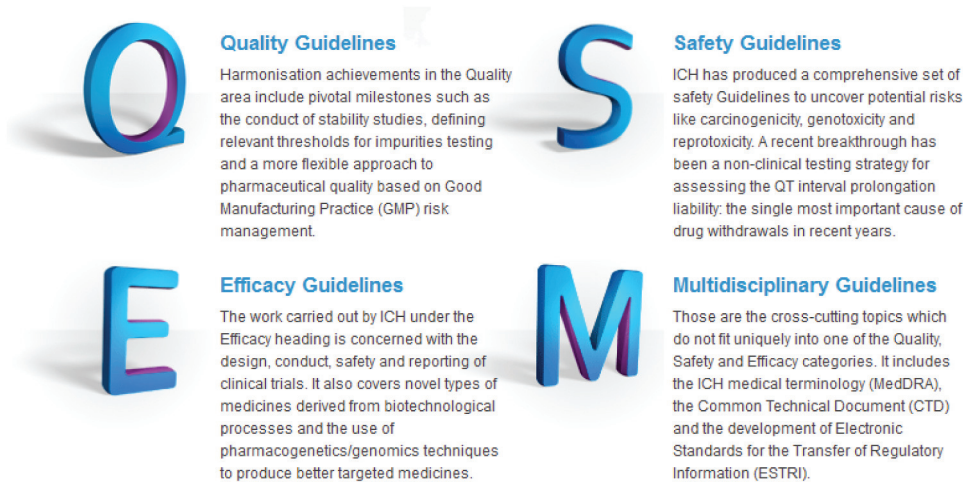 Q
Quality Guidelines
Harmonisation achievements in the Quality
area include pivotal milestones such as
the conduct of stability studies, defining
relevant thresholds for impurities testing
and a more flexible approach to
pharmaceutical quality based on Good
Manufacturing Practice (GMP) risk
management.
S
Safety Guidelines
ICH has produced a comprehensive set of
safety Guidelines to uncover potential risks
like carcinogenicity, genotoxicity and
reprotoxicity. A recent breakthrough has
been a non-clinical testing strategy for
assessing the QT interval prolongation
liability: the single most important cause of
drug withdrawals in recent years.
E
Efficacy Guidelines
The work carried out by ICH under the
Efficacy heading is concerned with the
design, conduct, safety and reporting of
clinical trials. It also covers novel types of
medicines derived from biotechnological
processes and the use of
pharmacogenetics/genomics techniques
to produce better targeted medicines.
M
Multidisciplinary Guidelines
Those are the cross-cutting topics which
do not fit uniquely into one of the Quality,
Safety and Efficacy categories. It includes
the ICH medical terminology (MedDRA),
the Common Technical Document (CTD)
and the development of Electronic
Standards for the Transfer of Regulatory
Information (ESTRI).